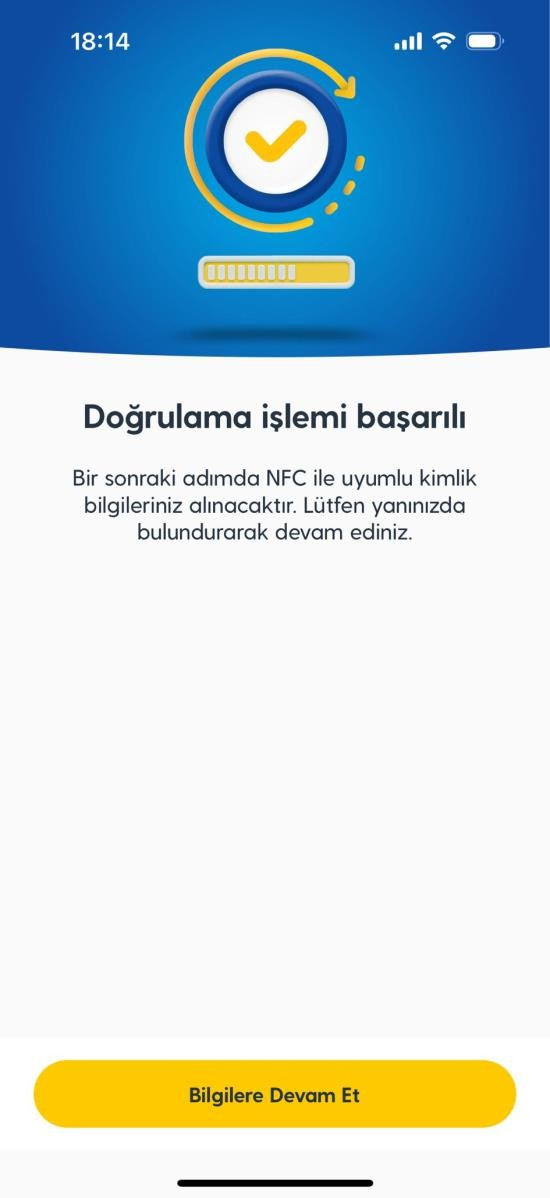 18:14
Doğrulama işlemi başarılı
Bir sonraki adımda NFC ile uyumlu kimlik
bilgileriniz alınacaktır. Lütfen yanınızda
bulundurarak devam ediniz.
Bilgilere Devam Et